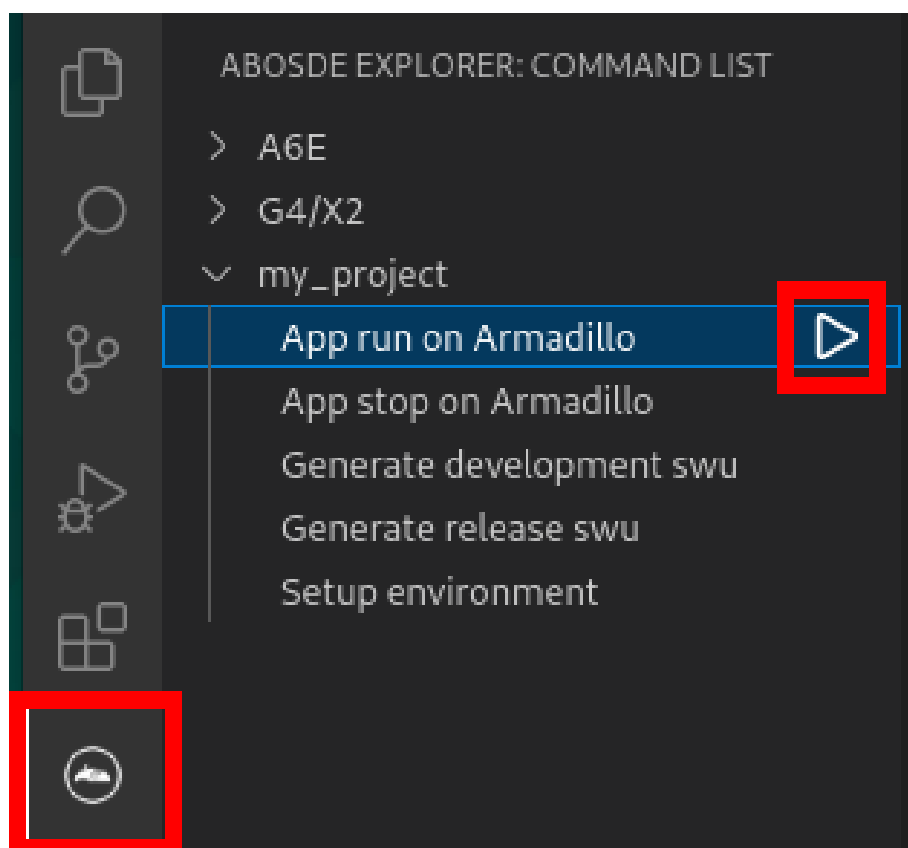 ABOSDE EXPLORER: COMMAND LIST
A6E
G4/X2
my_project
App run on Armadillo
App stop on Armadillo
Generate development swu
Generate release swu
Setup environment